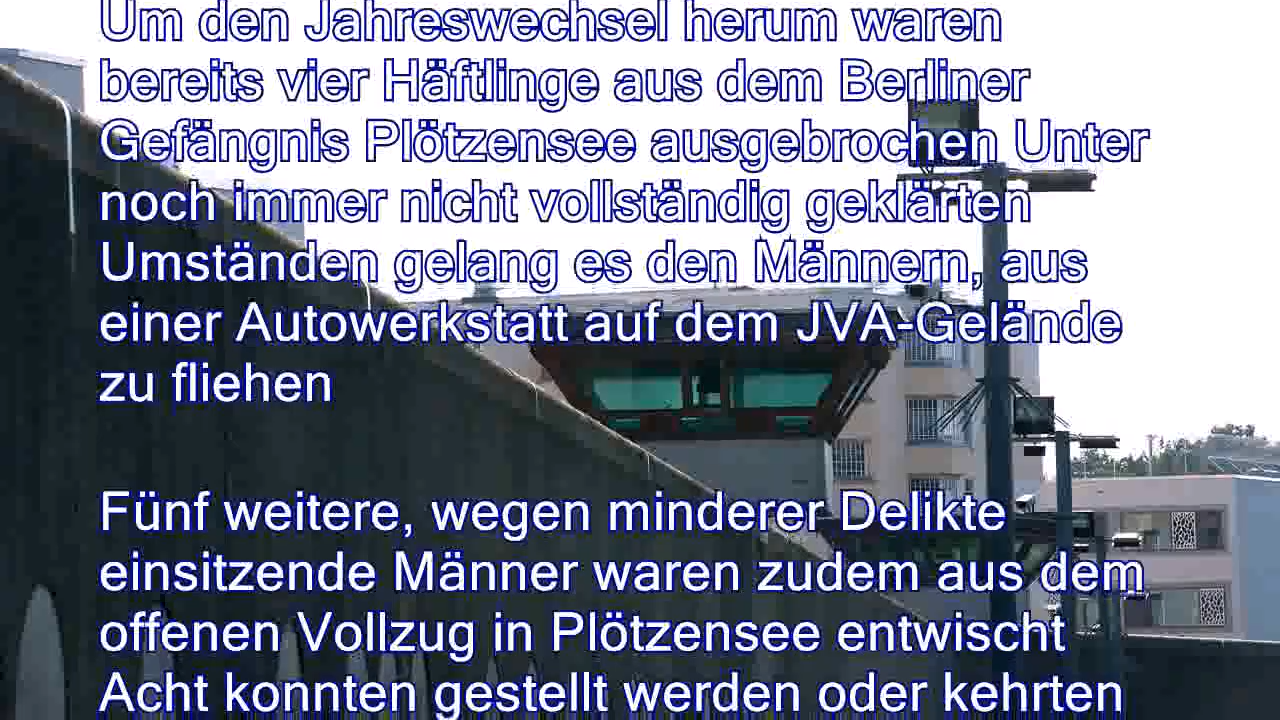 Um den Jahreswechsel herum waren
bereits vier Häftlinge aus dem Berliner
Gefängnis Plötzensee ausgebrochen Unter
noch immer nicht vollständig geklärten
Umständen gelang es den Männern, aus
einer Autowerkstatt auf dem JVA-Gelände
zu fliehen
Fünf weitere, wegen minderer Delikte
einsitzende Männer waren zudem aus dem
offenen Vollzug in Plötzensee entwischt
Acht konnten gestellt werden oder kehrten